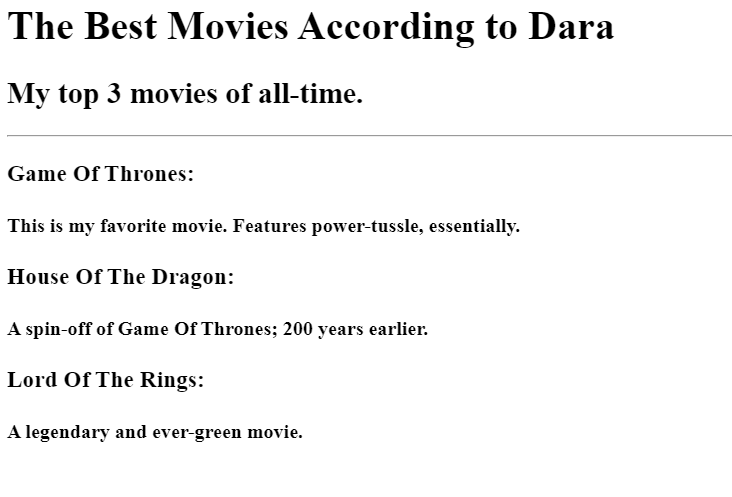 The Best Movies According to Dara
My top 3 movies of all-time.
Game Of Thrones:
This is my favorite movie. Features power-tussle, essentially.
House Of The Dragon:
A spin-off of Game Of Thrones; 200 years earlier.
Lord Of The Rings:
A legendary and ever-green movie.